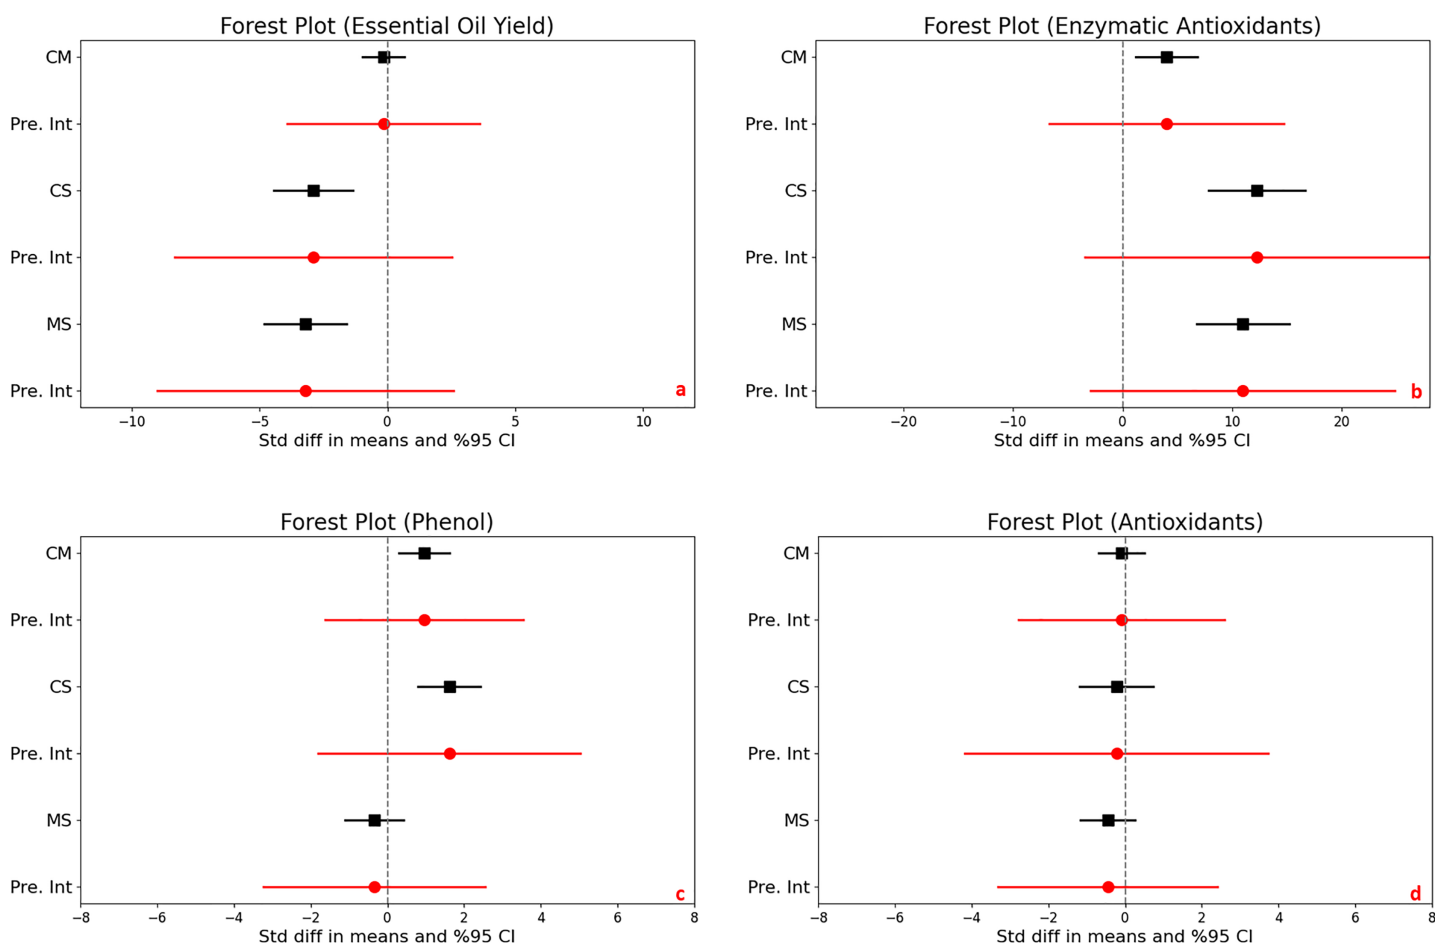 Forest Plot (Essential Oil Yield)
CM
Pre. Int
CS
Pre. Int
MS
Pre. Int
a
−10 −5 0 5 10
Std diff in means and %95 CI
Forest Plot (Enzymatic Antioxidants)
CM
Pre. Int
CS
Pre. Int
MS
Pre. Int
b
−20 −10 0 10 20
Std diff in means and %95 CI
Forest Plot (Phenol)
CM
Pre. Int
CS
Pre. Int
MS
Pre. Int
c
−8 −6 −4 −2 0 2 4 6 8
Std diff in means and %95 CI
Forest Plot (Antioxidants)
CM
Pre. Int
CS
Pre. Int
MS
Pre. Int
d
−8 −6 −4 −2 0 2 4 6 8
Std diff in means and %95 CI